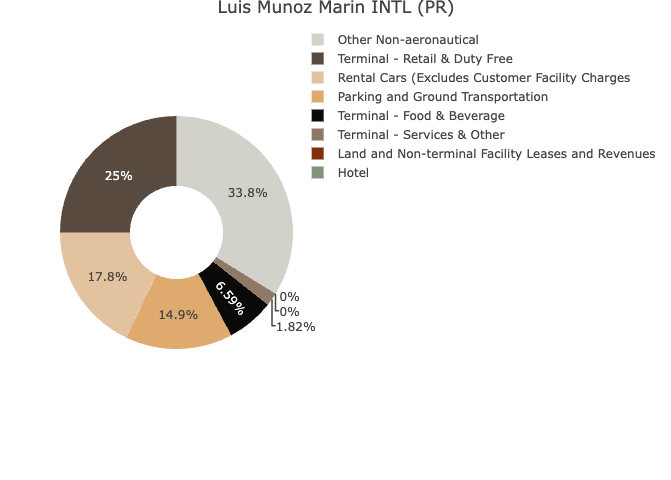 Luis Munoz Marin INTL (PR)
Other Non-aeronautical
Terminal - Retail & Duty Free
Rental Cars (Excludes Customer Facility Charges
Parking and Ground Transportation
Terminal - Food & Beverage
Terminal - Services & Other
Land and Non-terminal Facility Leases and Revenues
Hotel
25%
33.8%
17.8%
14.9%
6.59%
0%
0%
1.82%